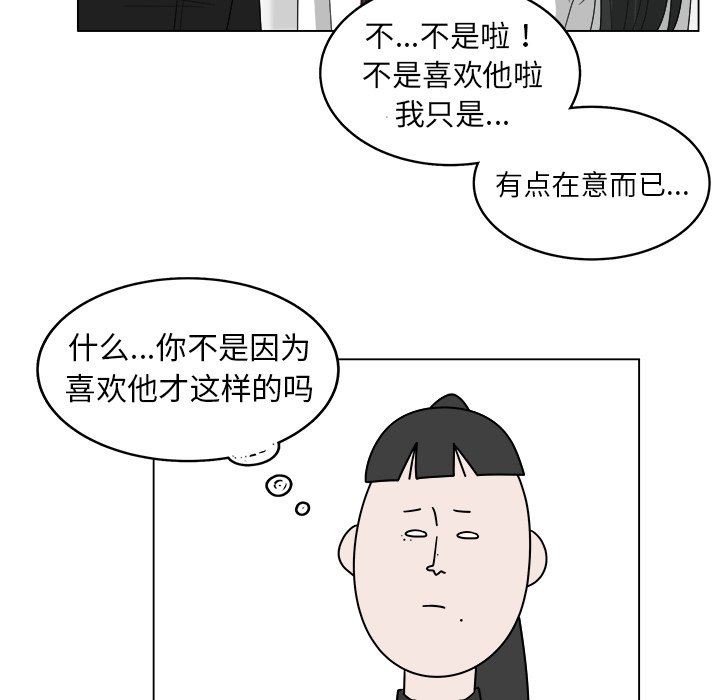 不...不是啦！
不是喜欢他啦
我只是...
有点在意而已...
什么...你不是因为
喜欢他才这样的吗